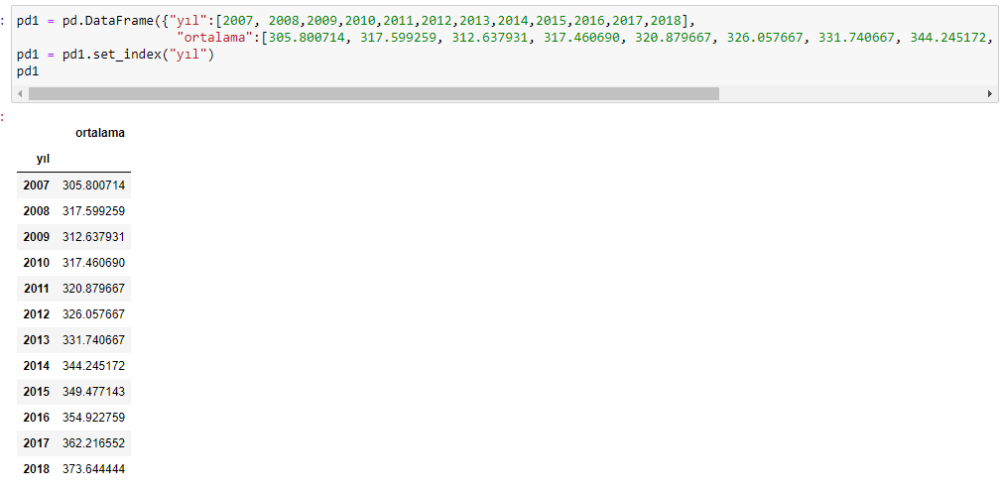 : pd1 = pd.DataFrame({"yıl":[2007, 2008,2009,2010,2011,2012,2013,2014,2015,2016,2017,2018],
"ortalama":[305.800714, 317.599259, 312.637931, 317.460690, 320.879667, 326.057667, 331.740667, 344.245172,
pd1 = pd1.set_index("yıl")
pd1
:
ortalama
yıl
2007 305.800714
2008 317.599259
2009 312.637931
2010 317.460690
2011 320.879667
2012 326.057667
2013 331.740667
2014 344.245172
2015 349.477143
2016 354.922759
2017 362.216552
2018 373.644444